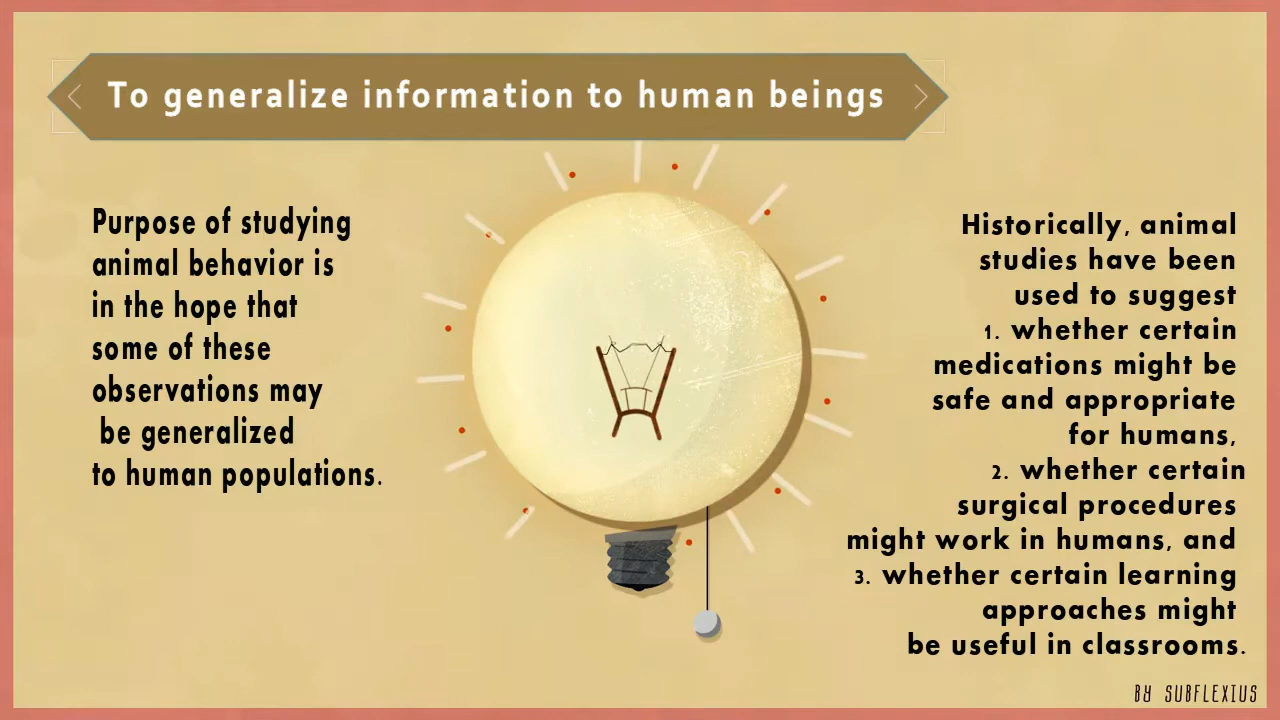 To generalize information to human beings
Purpose of studying
animal behavior is
in the hope that
some of these
observations may
be generalized
to human populations.
Historically, animal
studies have been
used to suggest
1. whether certain
medications might be
safe and appropriate
for humans,
2. whether certain
surgical procedures
might work in humans, and
3. whether certain learning
approaches might
be useful in classrooms.
BY SUBFLEXIUS